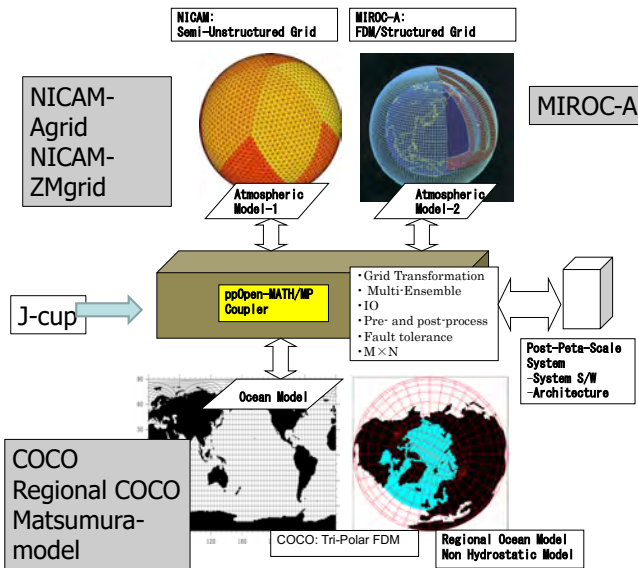 NICAM:
Semi-Unstructured Grid
MIROC-A:
FDM/Structured Grid
NICAM-
Agrid
NICAM-
ZMgrid
MIROC-A
Atmospheric
Model-1
Atmospheric
Model-2
J-cup
ppOpen-MATH/MP
Coupler
・Grid Transformation
・Multi-Ensemble
・IO
・Pre- and post-process
・Fault tolerance
・M×N
Post-Peta-Scale
System
-System S/W
-Architecture
Ocean Model
COCO
Regional COCO
Matsumura-
model
COCO: Tri-Polar FDM
Regional Ocean Model
Non Hydrostatic Model